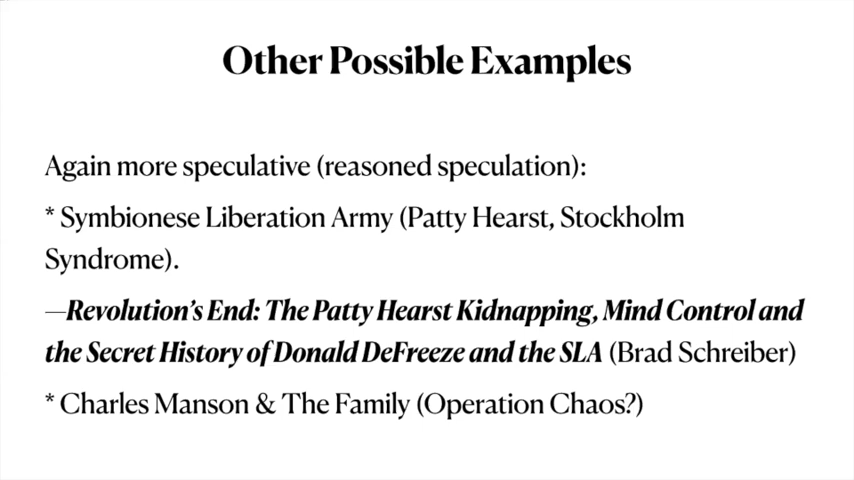 Other Possible Examples
Again more speculative (reasoned speculation):
* Symbionese Liberation Army (Patty Hearst, Stockholm
Syndrome).
—Revolution’s End: The Patty Hearst Kidnapping, Mind Control and
the Secret History of Donald DeFreeze and the SLA (Brad Schreiber)
* Charles Manson & The Family (Operation Chaos?)